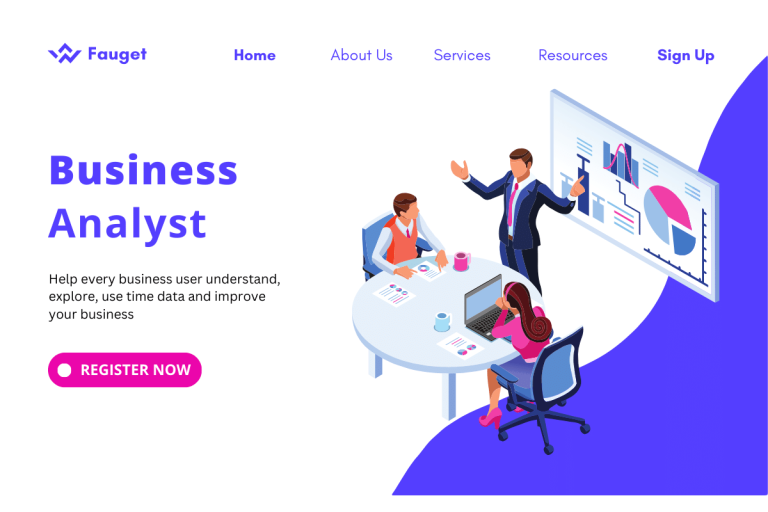 Fauget
Home
About Us
Services
Resources
Sign Up
Business
Analyst
Help every business user understand,
explore, use time data and improve
your business
REGISTER NOW